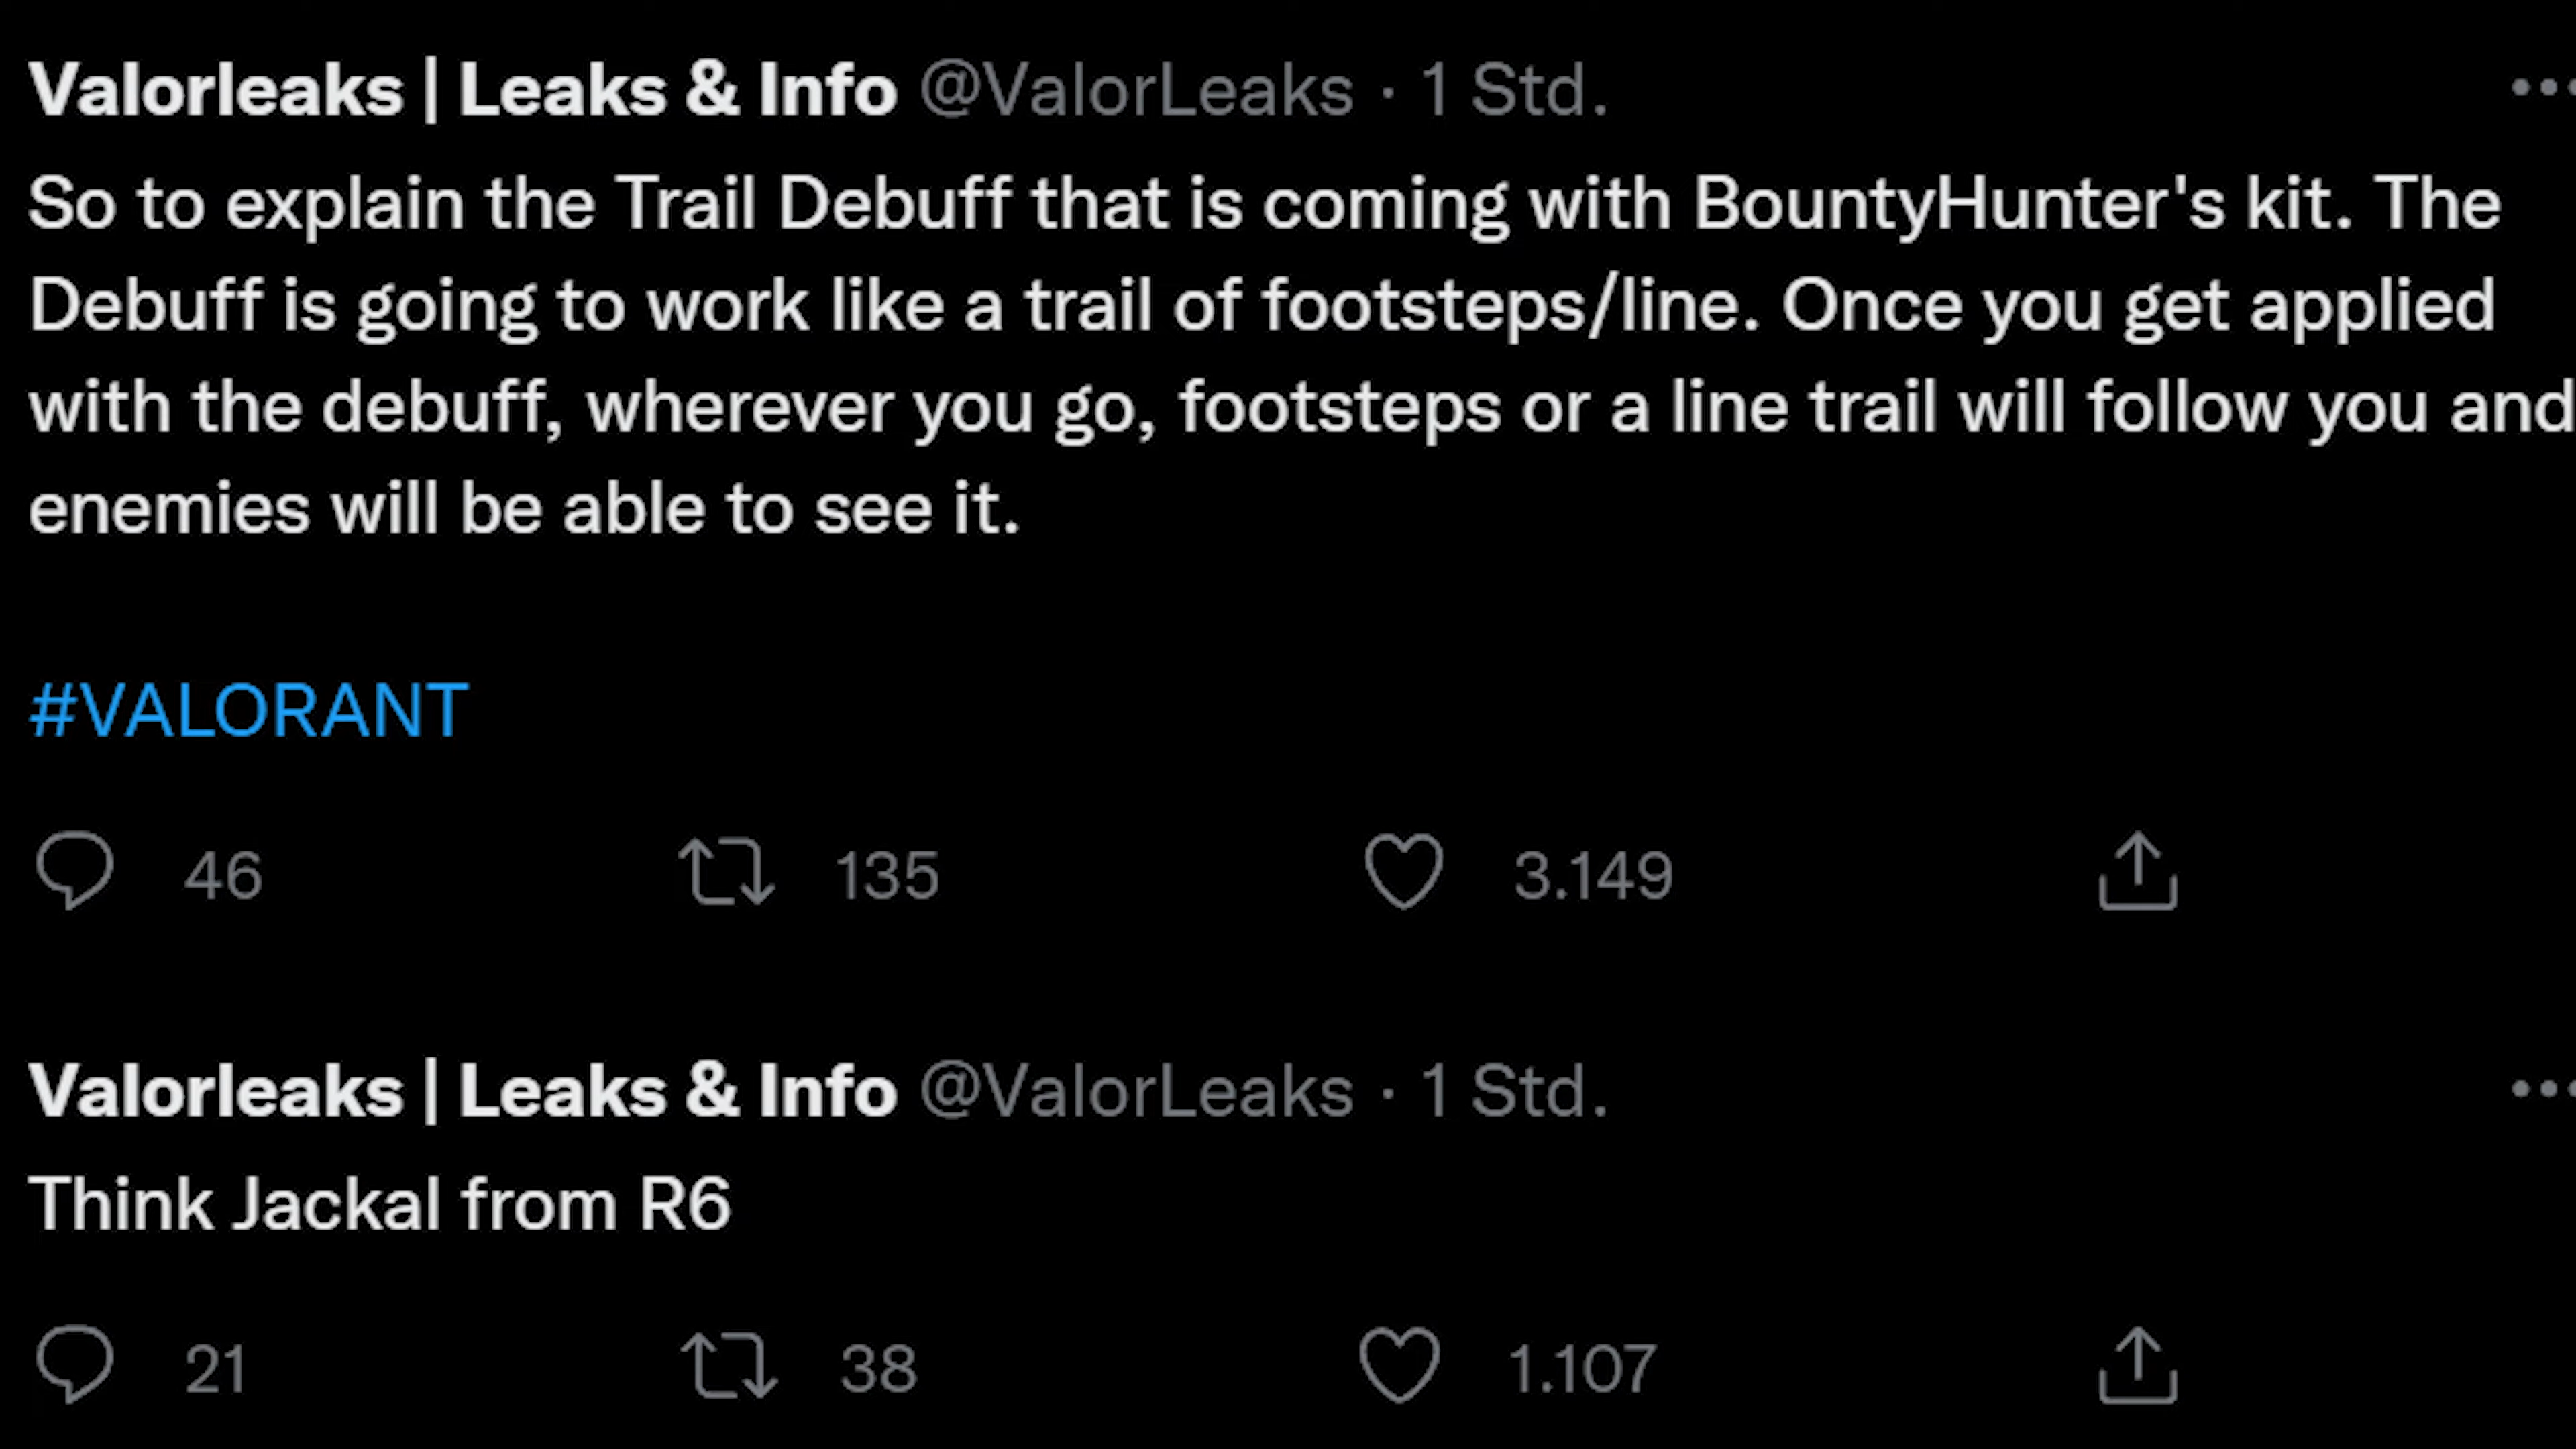 Valorleaks | Leaks & Info @ValorLeaks · 1 Std.
So to explain the Trail Debuff that is coming with BountyHunter's kit. The
Debuff is going to work like a trail of footsteps/line. Once you get applied
with the debuff, wherever you go, footsteps or a line trail will follow you and
enemies will be able to see it.
#VALORANT
46 135 3.149
Valorleaks | Leaks & Info @ValorLeaks · 1 Std.
Think Jackal from R6
21 38 1.107